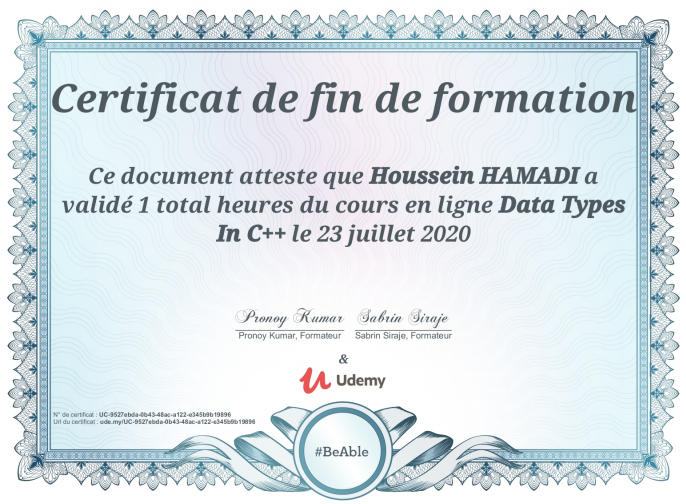 Certificat de fin de formation
Ce document atteste que Houssein HAMADI a
validé 1 total heures du cours en ligne Data Types
In C++ le 23 juillet 2020
Pronoy Kumar Sabrin Siraje
Pronoy Kumar, Formateur Sabrin Siraje, Formateur
&
Udemy
N° de certificat : UC-9527ebda-0b43-48ac-a122-e345b9b19896
Url du certificat : ude.my/UC-9527ebda-0b43-48ac-a122-e345b9b19896
#BeAble